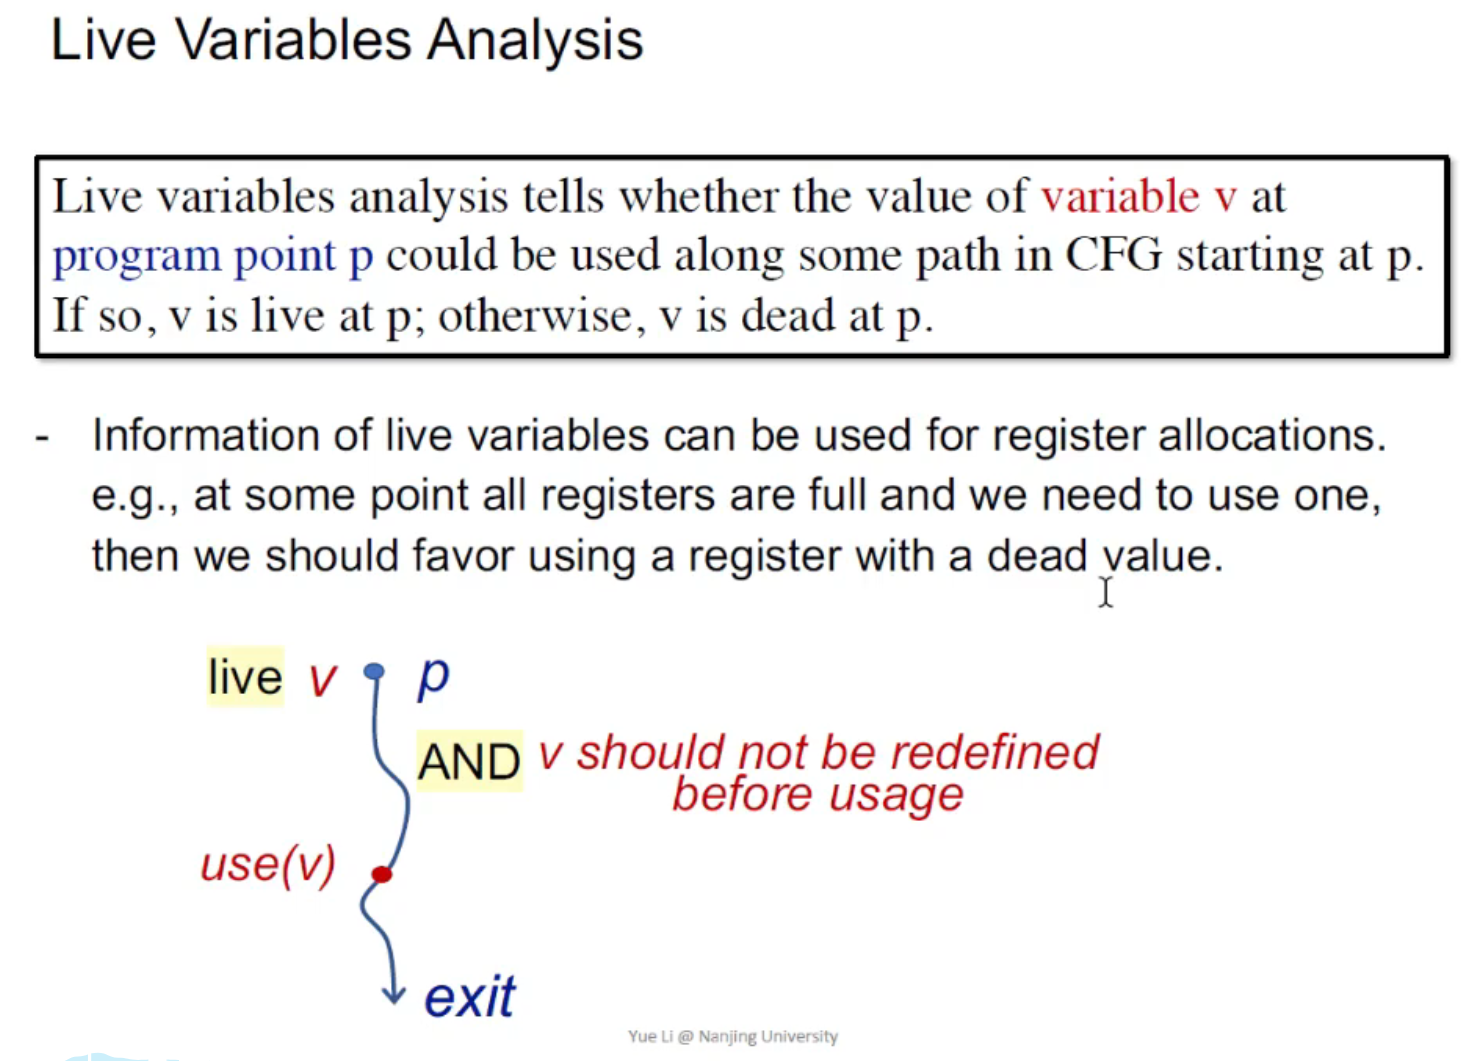 Live Variables Analysis
Live variables analysis tells whether the value of variable v at
program point p could be used along some path in CFG starting at p.
If so, v is live at p; otherwise, v is dead at p.
- Information of live variables can be used for register allocations.
e.g., at some point all registers are full and we need to use one,
then we should favor using a register with a dead value.
live v p
AND v should not be redefined
before usage
use(v)
exit
Yue Li @ Nanjing University